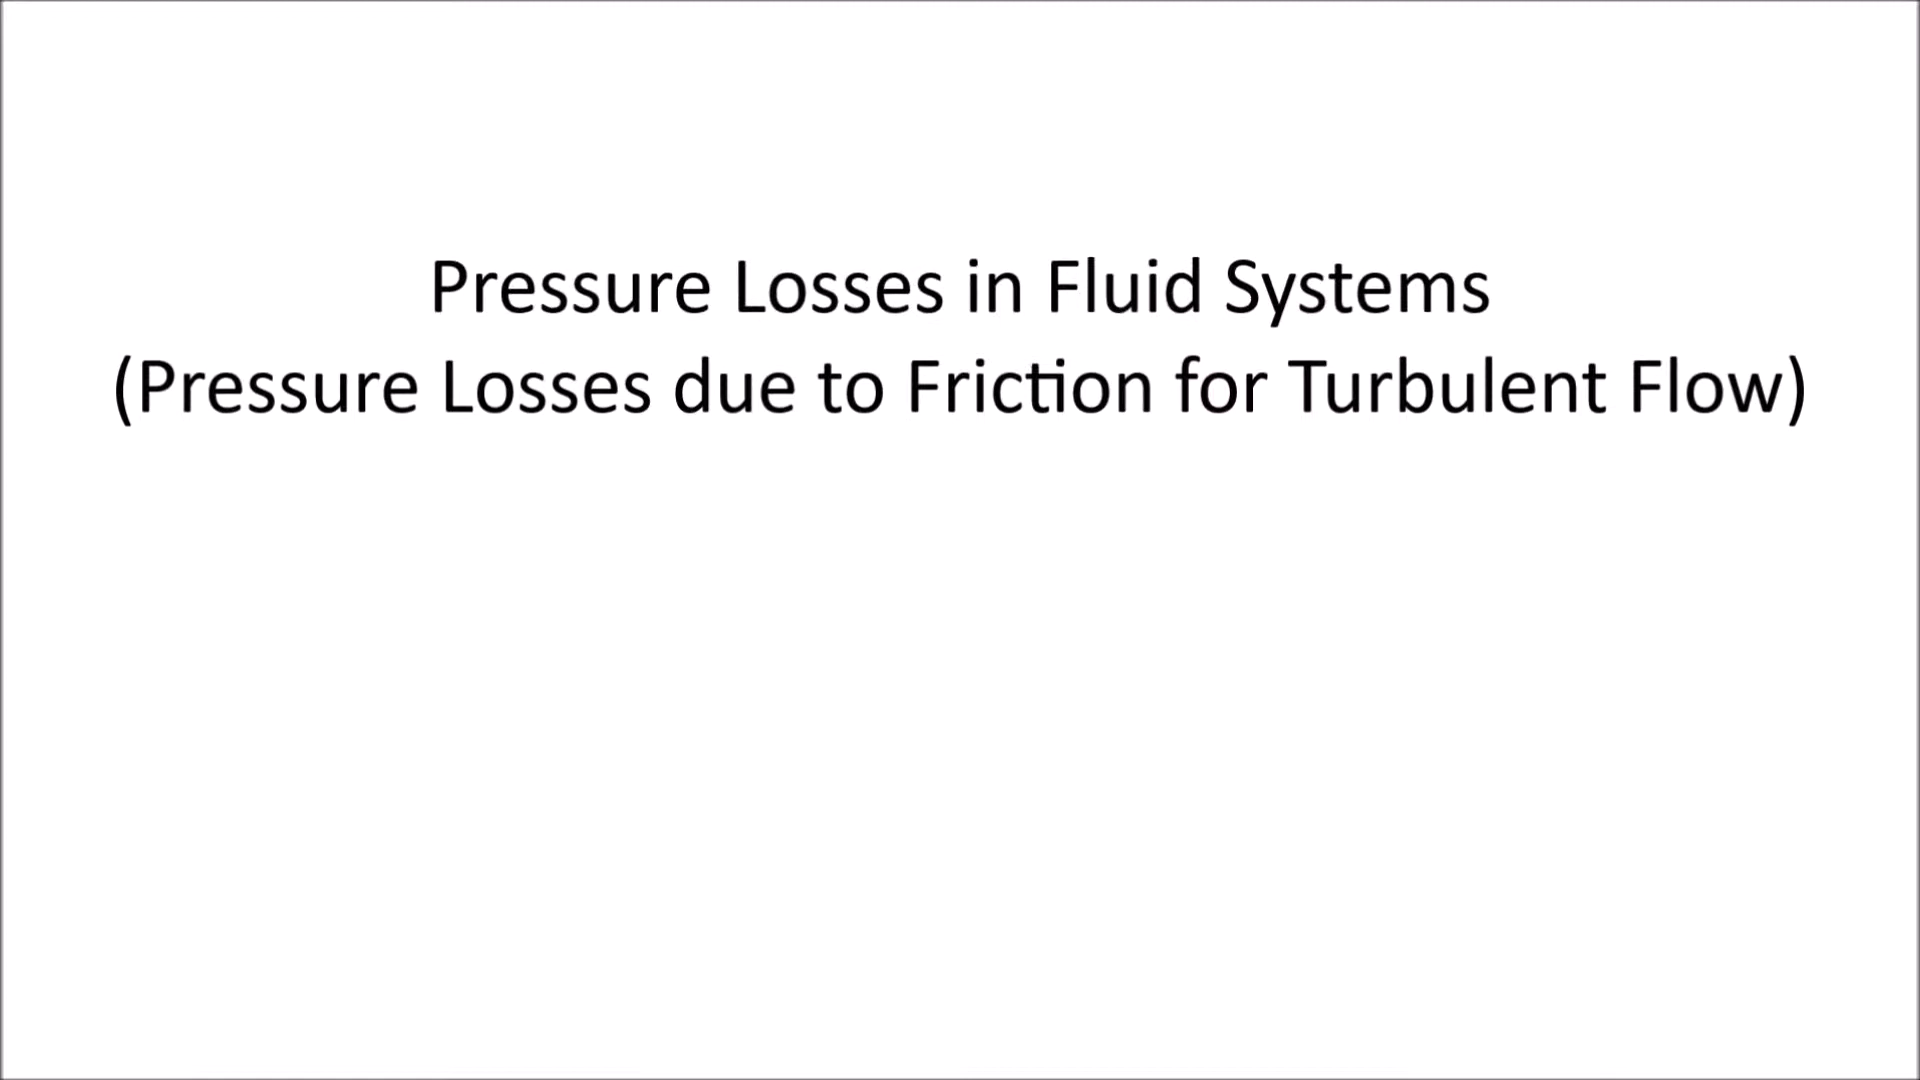 Pressure Losses in Fluid Systems
(Pressure Losses due to Friction for Turbulent Flow)